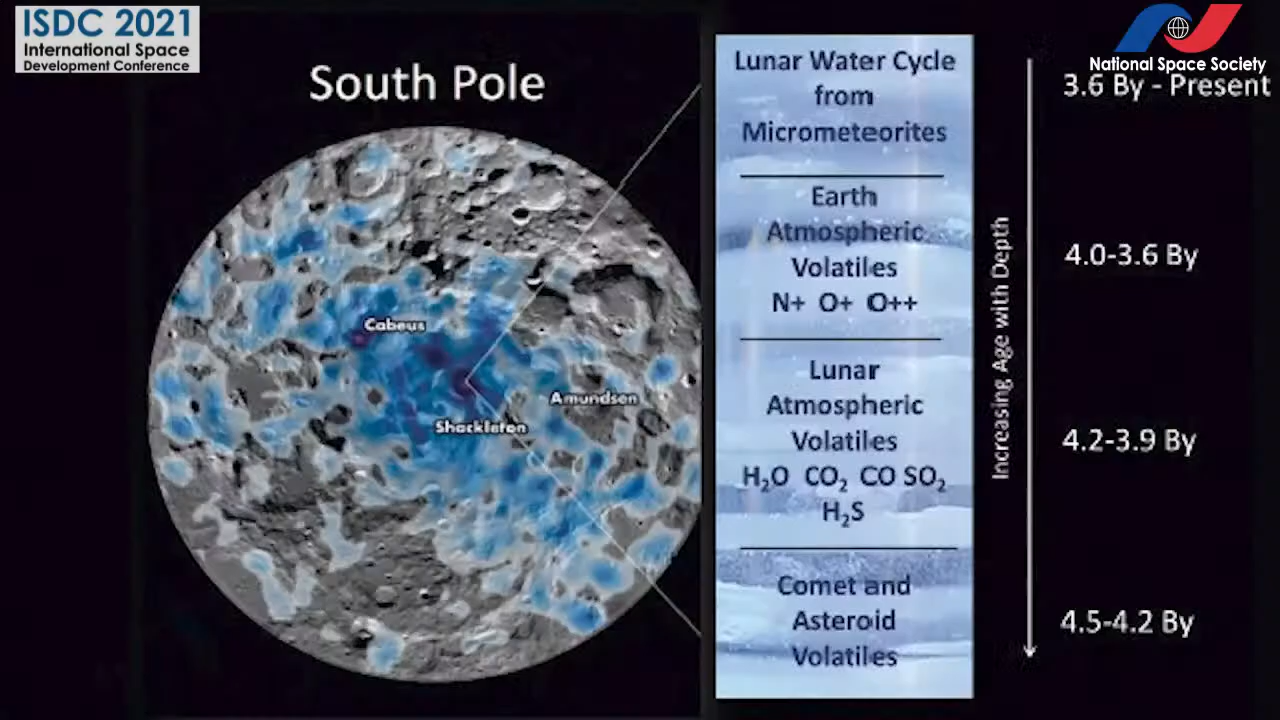 ISDC 2021
International Space
Development Conference
National Space Society
South Pole
Cabeus
Amundsen
Shackleton
Lunar Water Cycle
from
Micrometeorites
Earth
Atmospheric
Volatiles
N+ O+ O++
Lunar
Atmospheric
Volatiles
H₂O CO₂ CO SO₂
H₂S
Comet and
Asteroid
Volatiles
Increasing Age with Depth
3.6 By - Present
4.0-3.6 By
4.2-3.9 By
4.5-4.2 By